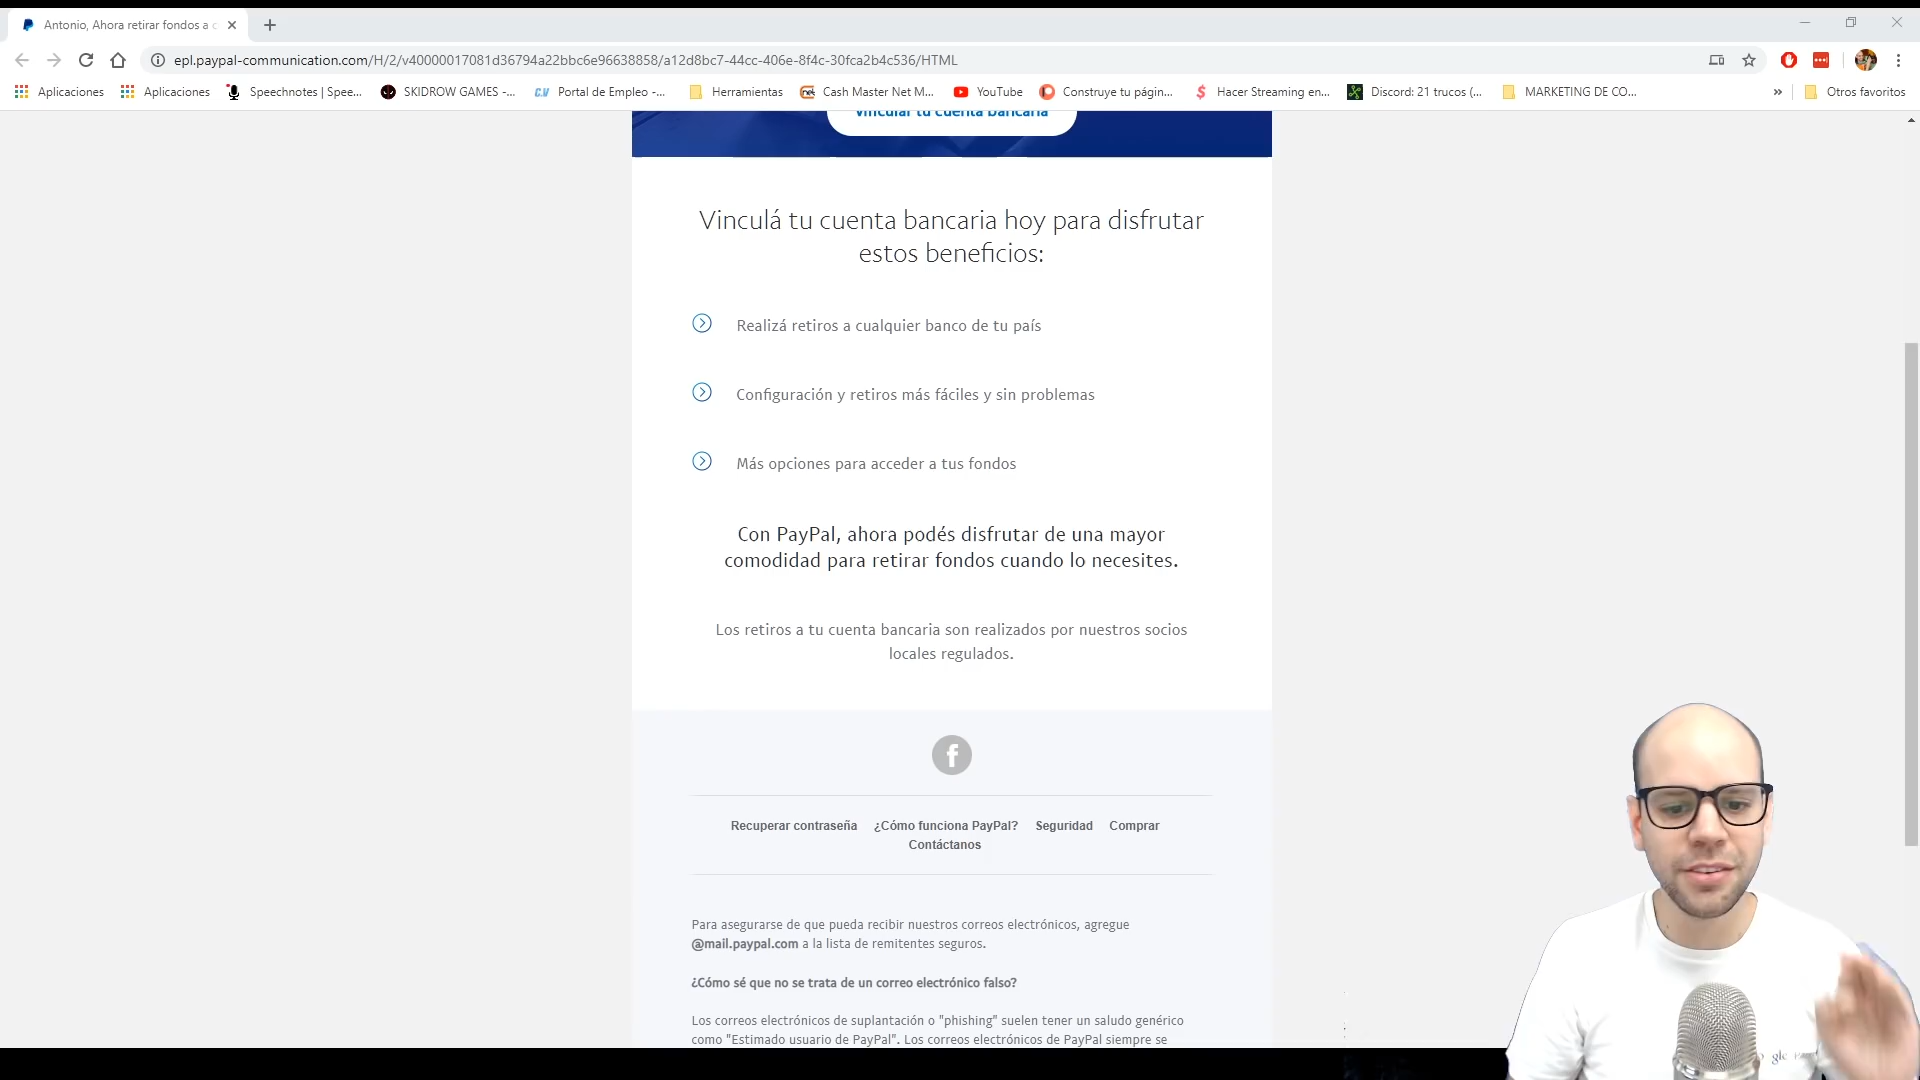 Antonio, Ahora retirar fondos a c
epl.paypal-communication.com/H/2/v40000017081d36794a22bbc6e96638858/a12d8bc7-44cc-406e-8f4c-30fca2b4c536/HTML
Aplicaciones Aplicaciones Speechnotes | Spee... SKIDROW GAMES -... Portal de Empleo -... Herramientas Cash Master Net M... YouTube Construye tu págin... Hacer Streaming en... Discord: 21 trucos (... MARKETING DE CO... » Otros favoritos
Vincular tu cuenta bancaria
Vinculá tu cuenta bancaria hoy para disfrutar
estos beneficios:
Realizá retiros a cualquier banco de tu país
Configuración y retiros más fáciles y sin problemas
Más opciones para acceder a tus fondos
Con PayPal, ahora podés disfrutar de una mayor
comodidad para retirar fondos cuando lo necesites.
Los retiros a tu cuenta bancaria son realizados por nuestros socios
locales regulados.
Recuperar contraseña ¿Cómo funciona PayPal? Seguridad Comprar
Contáctanos
Para asegurarse de que pueda recibir nuestros correos electrónicos, agregue
@mail.paypal.com a la lista de remitentes seguros.
¿Cómo sé que no se trata de un correo electrónico falso?
Los correos electrónicos de suplantación o "phishing" suelen tener un saludo genérico
como "Estimado usuario de PayPal". Los correos electrónicos de PayPal siempre se